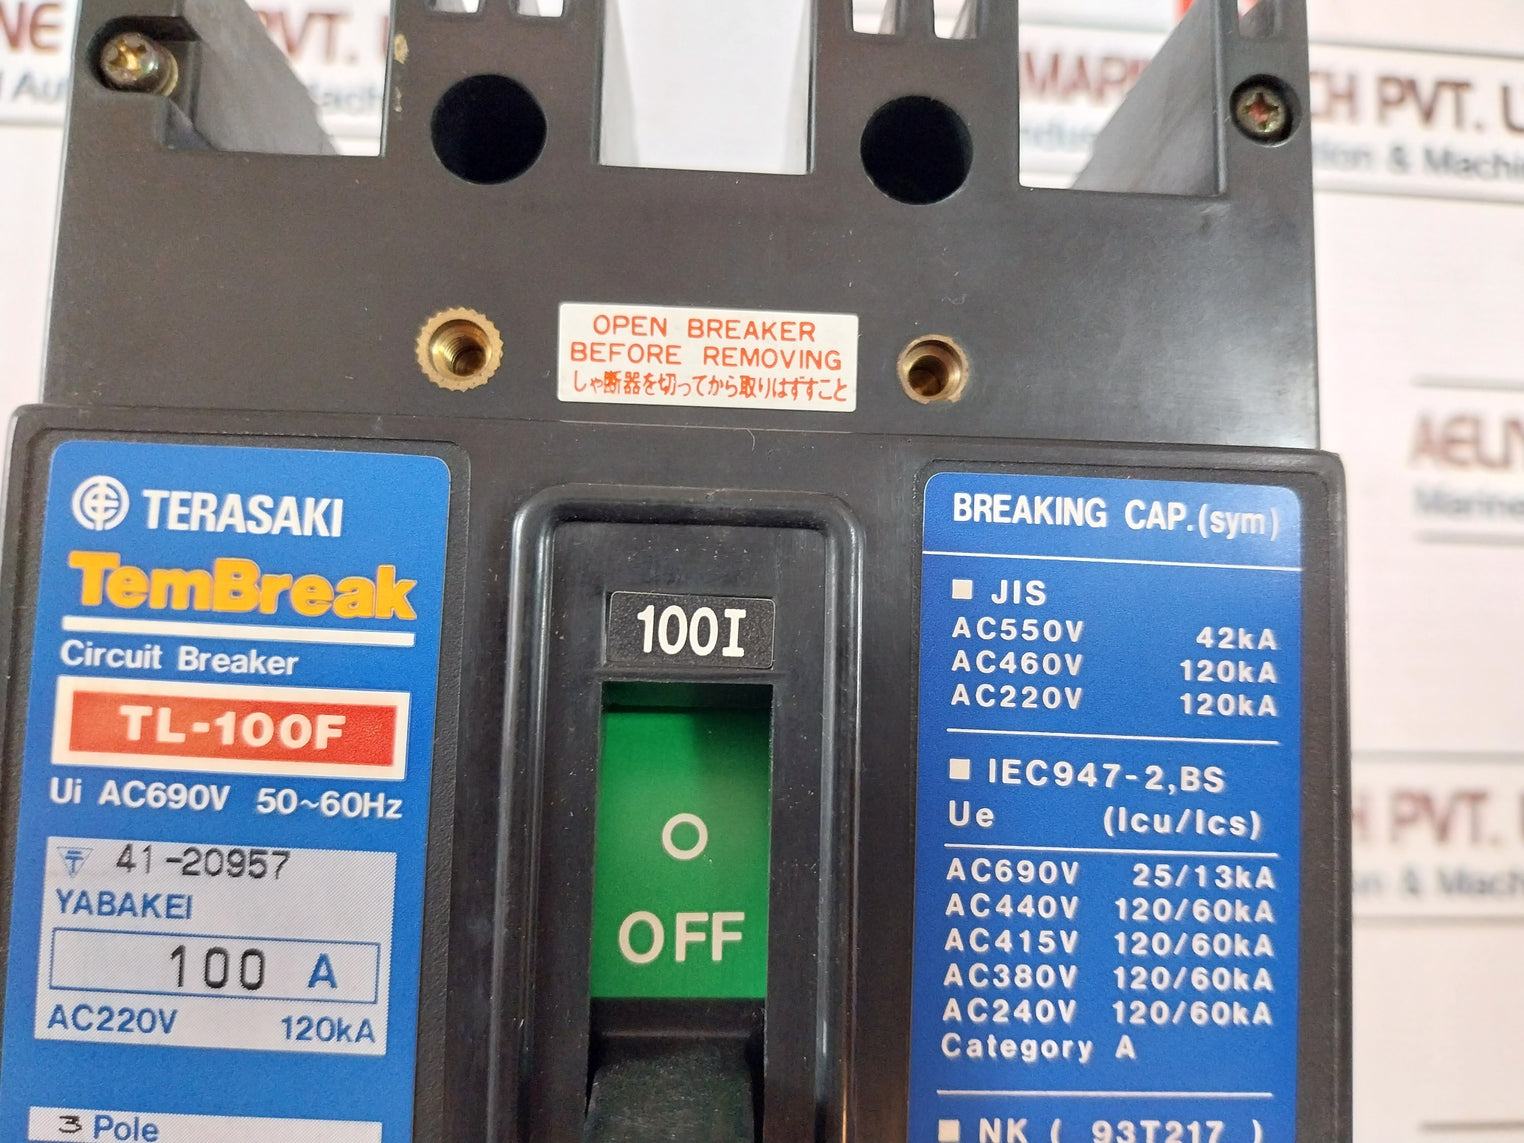 OPEN BREAKER
BEFORE REMOVING
しゃ断器を切ってから取りはずすこと
TERASAKI
TemBreak
Circuit Breaker
TL-100F
Ui AC690V 50~60Hz
41-20957
YABAKEI
100 A
AC220V 120kA
3 Pole
100I
O
OFF
BREAKING CAP.(sym)
■ JIS
AC550V 42kA
AC460V 120kA
AC220V 120kA
■ IEC947-2,BS
Ue (Icu/Ics)
AC690V 25/13kA
AC440V 120/60kA
AC415V 120/60kA
AC380V 120/60kA
AC240V 120/60kA
Category A
■ NK ( 93T217 )